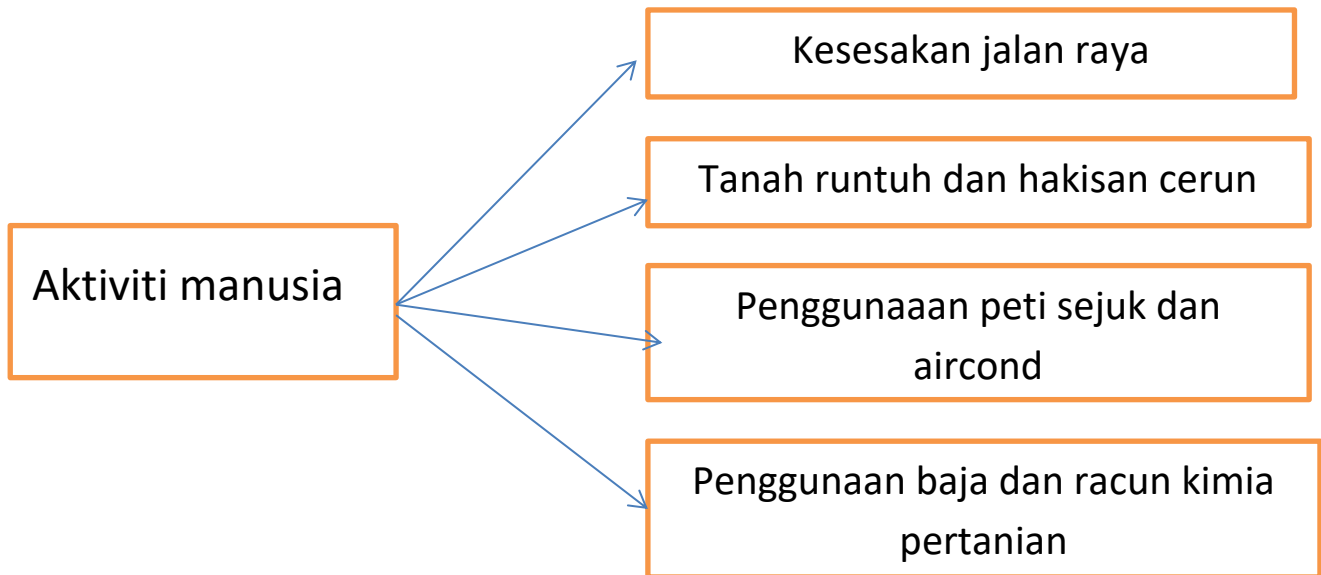 Aktiviti manusia
Kesesakan jalan raya
Tanah runtuh dan hakisan cerun
Penggunaaan peti sejuk dan
aircond
Penggunaan baja dan racun kimia
pertanian